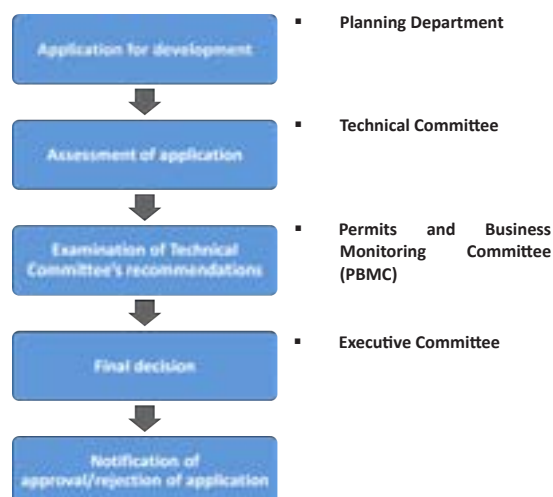 Application for development
▪ Planning Department
Assessment of application
▪ Technical Committee
Examination of Technical
Committee's recommendations
▪ Permits and Business
Monitoring Committee
(PBMC)
Final decision
▪ Executive Committee
Notification of
approval/rejection of application